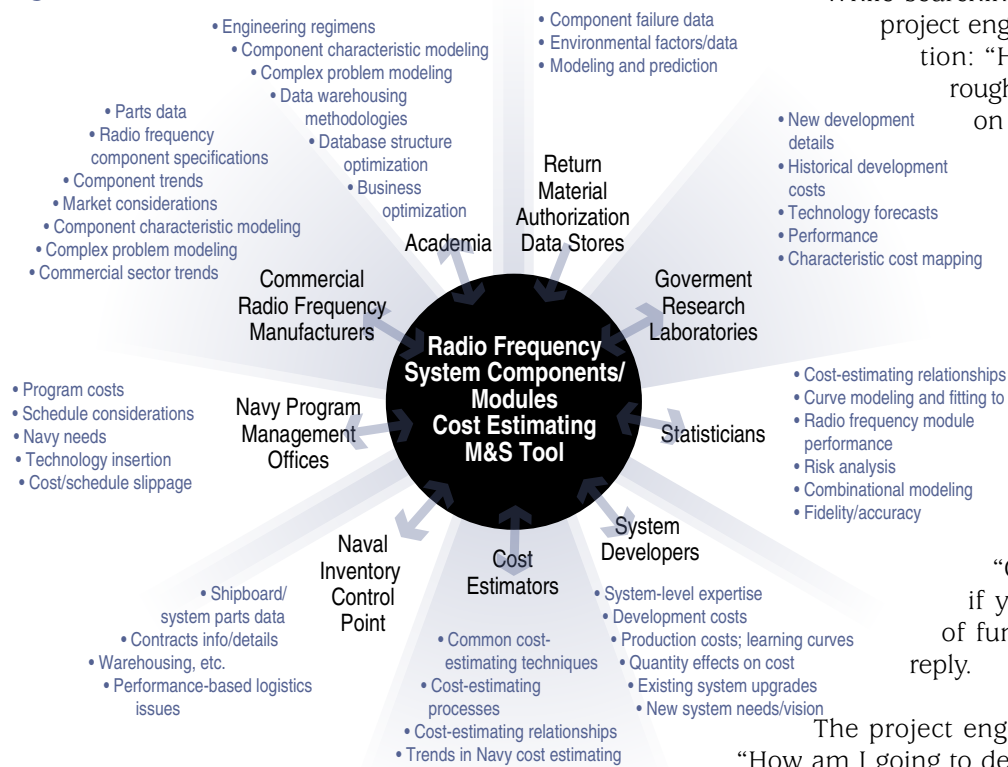 • Engineering regimens
• Component characteristic modeling
• Complex problem modeling
• Data warehousing
methodologies
• Database structure
optimization
• Business
optimization
Academia
• Component failure data
• Environmental factors/data
• Modeling and prediction
Return
Material
Authorization
Data Stores
• Parts data
• Radio frequency
component specifications
• Component trends
• Market considerations
• Component characteristic modeling
• Complex problem modeling
• Commercial sector trends
Commercial
Radio Frequency
Manufacturers
• New development
details
• Historical development
costs
• Technology forecasts
• Performance
• Characteristic cost mapping
Goverment
Research
Laboratories
Radio Frequency
System Components/
Modules
Cost Estimating
M&S Tool
• Program costs
• Schedule considerations
• Navy needs
• Technology insertion
• Cost/schedule slippage
Navy Program
Management
Offices
Statisticians
• Cost-estimating relationships
• Curve modeling and fitting to
• Radio frequency module
performance
• Risk analysis
• Combinational modeling
• Fidelity/accuracy
Naval
Inventory
Control
Point
• Shipboard/
system parts data
• Contracts info/details
• Warehousing, etc.
• Performance-based logistics
issues
Cost
Estimators
• Common cost-
estimating techniques
• Cost-estimating
processes
• Cost-estimating relationships
• Trends in Navy cost estimating
System
Developers
• System-level expertise
• Development costs
• Production costs; learning curves
• Quantity effects on cost
• Existing system upgrades
• New system needs/vision
project eng
tion: “H
rough
on
if y
of fun
reply.
The project eng
“How am I going to de